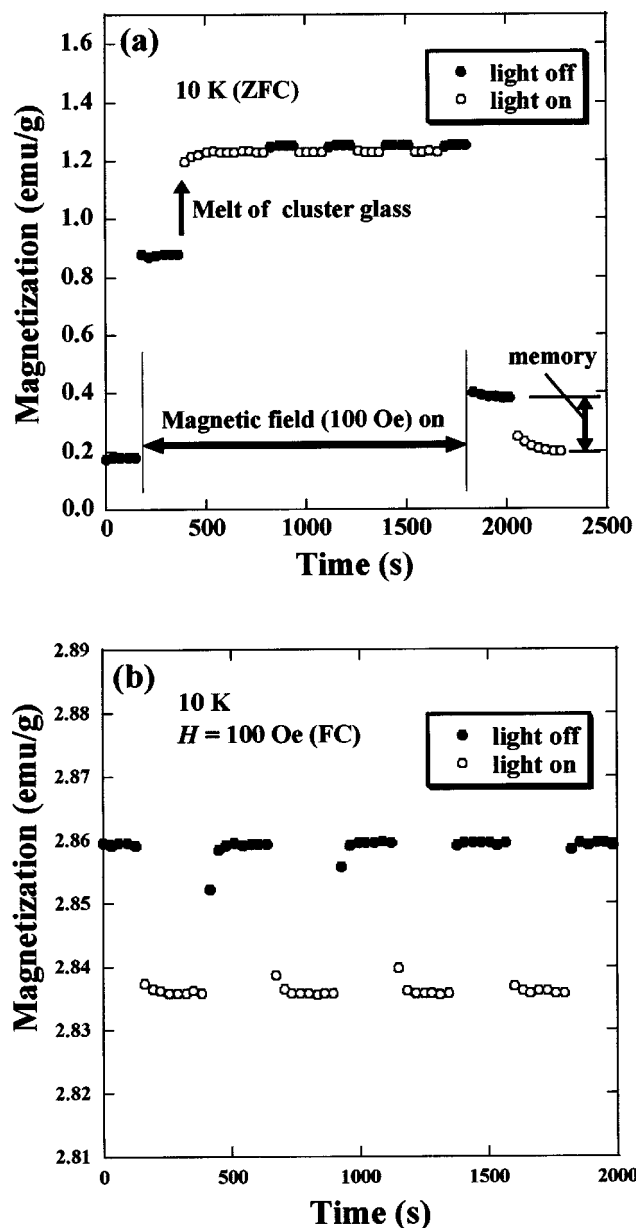 (a)
10 K (ZFC)
light off
light on
Melt of cluster glass
memory
Magnetic field (100 Oe) on
Magnetization (emu/g)
1.6
1.4
1.2
1.0
0.8
0.6
0.4
0.2
0.0
0 500 1000 1500 2000 2500
Time (s)
(b)
10 K
H = 100 Oe (FC)
light off
light on
Magnetization (emu/g)
2.89
2.88
2.87
2.86
2.85
2.84
2.83
2.82
2.81
0 500 1000 1500 2000
Time (s)